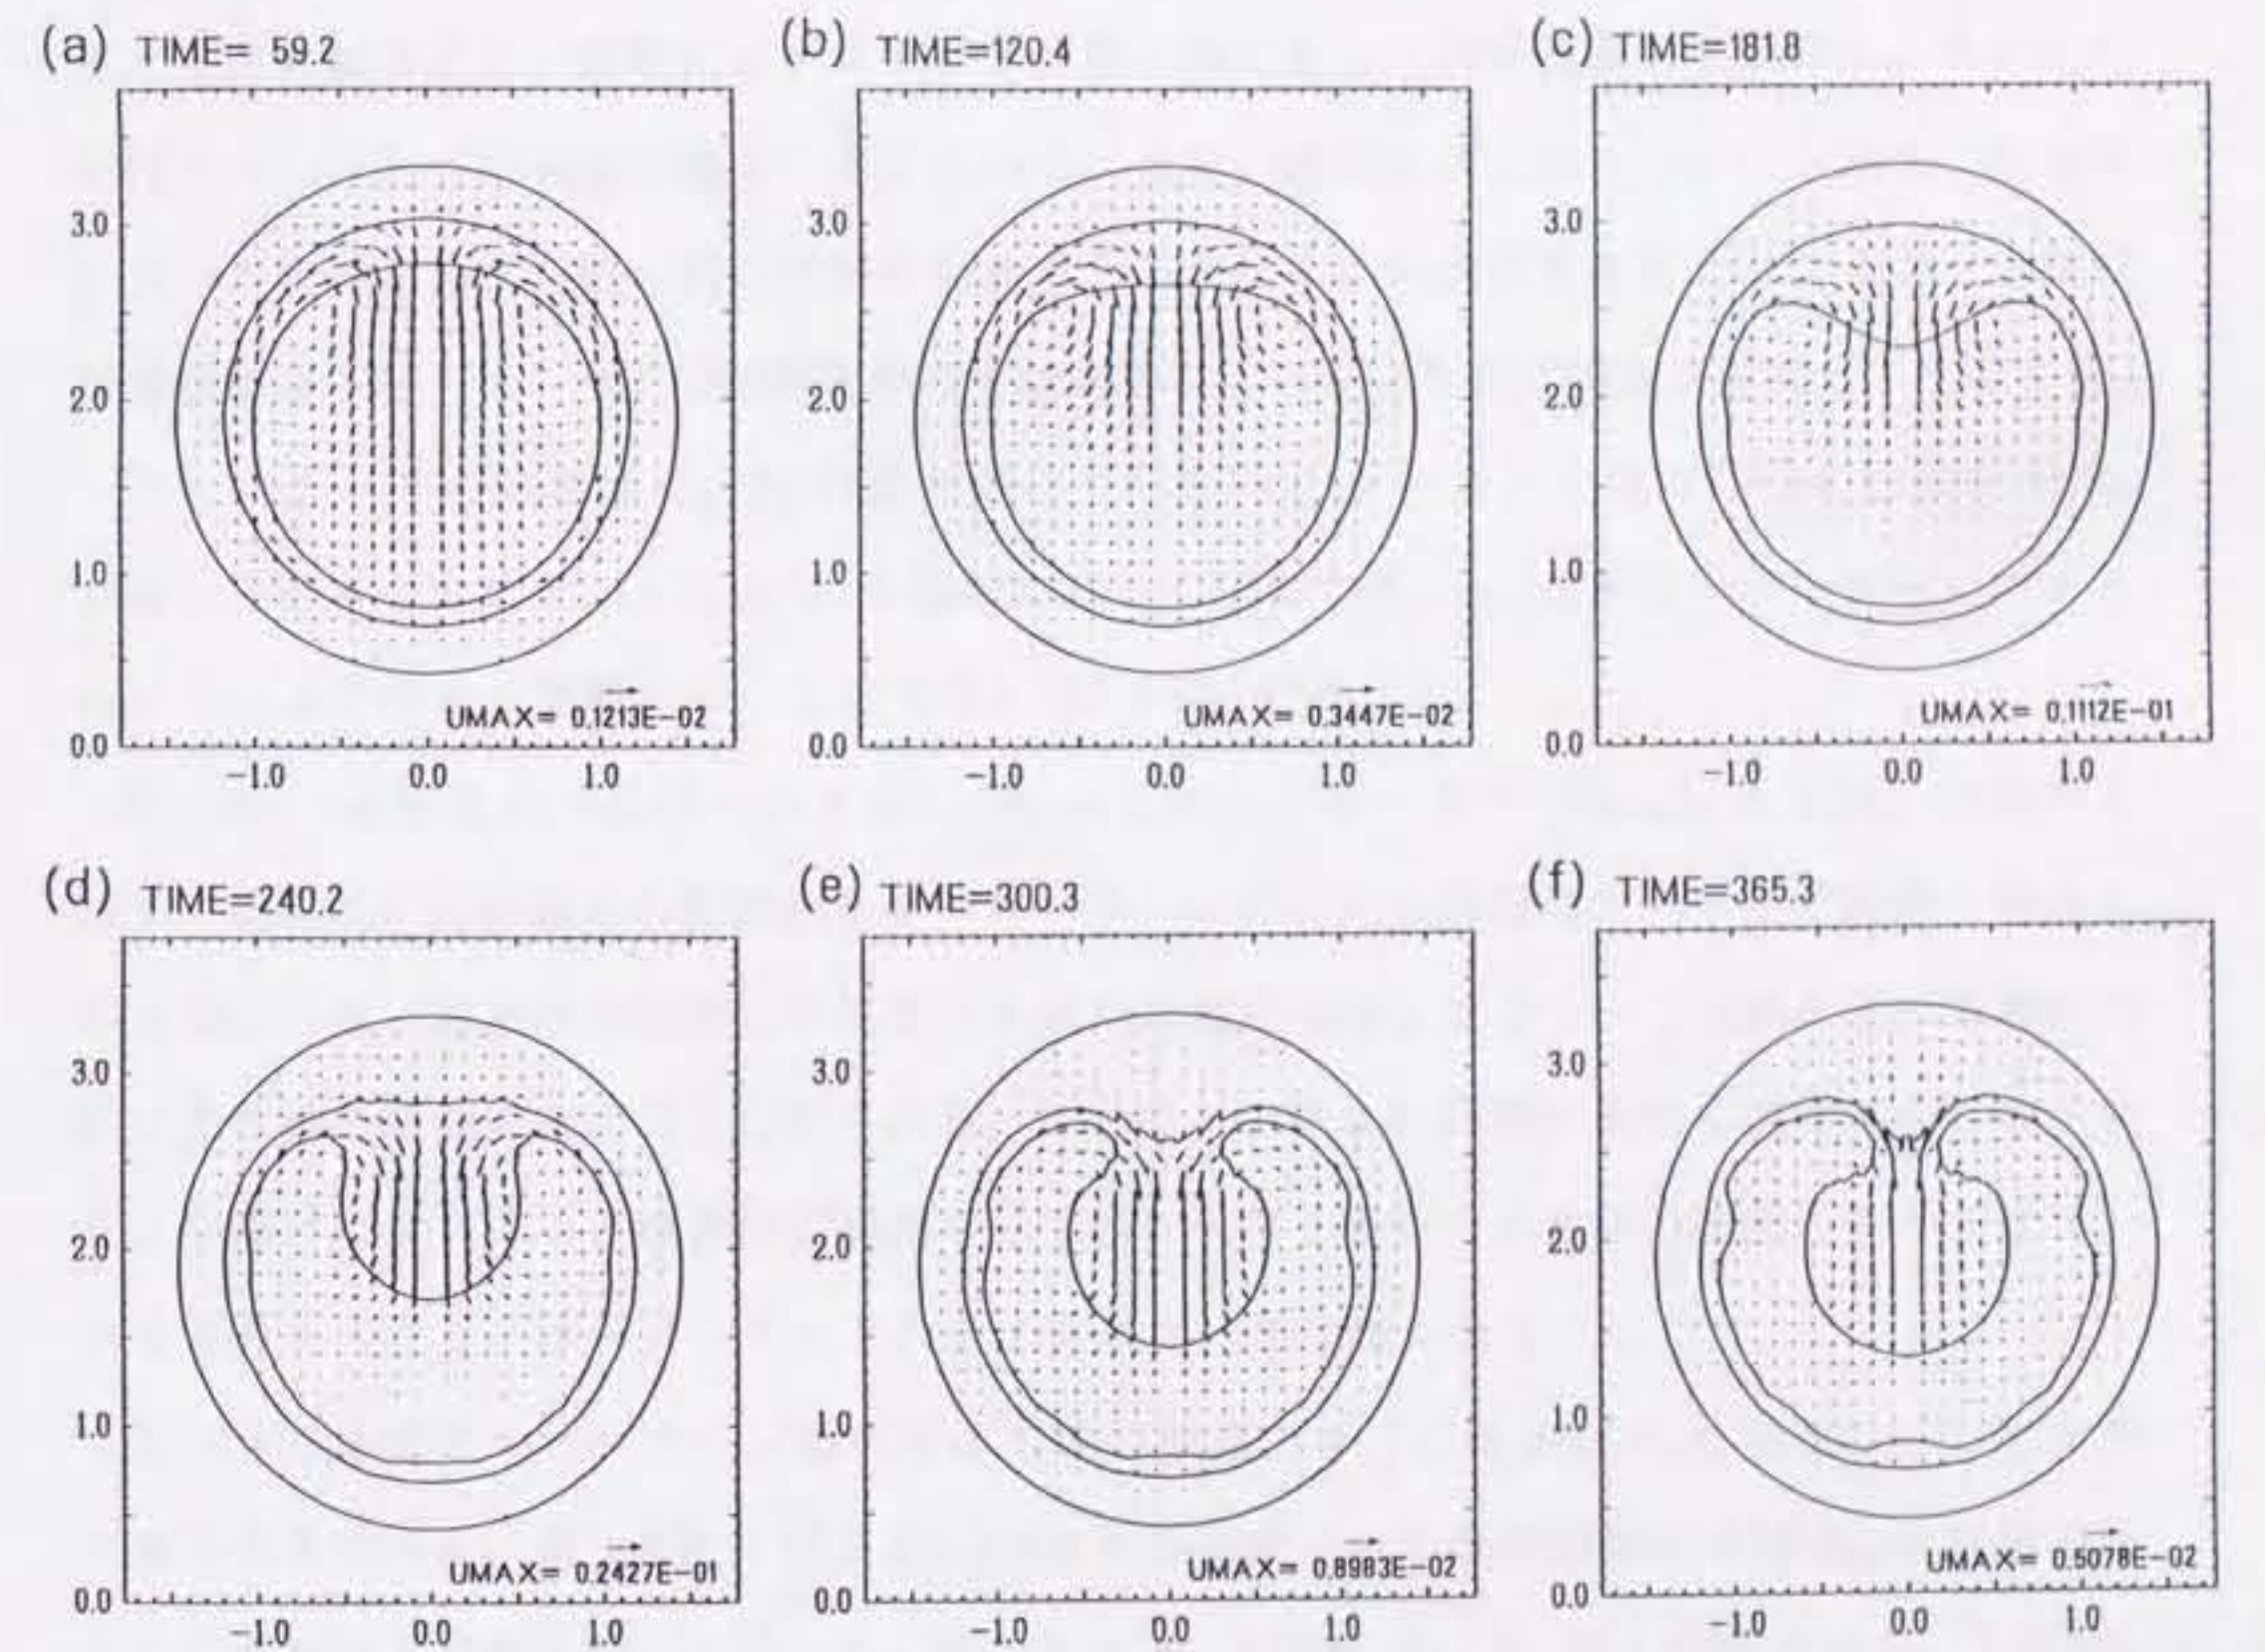 (a) TIME= 59.2
3.0
2.0
1.0
0.0
−1.0 0.0 1.0
UMAX= 0.1213E−02
(b) TIME=120.4
3.0
2.0
1.0
0.0
−1.0 0.0 1.0
UMAX= 0.3447E−02
(c) TIME=181.8
3.0
2.0
1.0
0.0
−1.0 0.0 1.0
UMAX= 0.1112E−01
(d) TIME=240.2
3.0
2.0
1.0
0.0
−1.0 0.0 1.0
UMAX= 0.2427E−01
(e) TIME=300.3
3.0
2.0
1.0
0.0
−1.0 0.0 1.0
UMAX= 0.8983E−02
(f) TIME=365.3
3.0
2.0
1.0
0.0
−1.0 0.0 1.0
UMAX= 0.5078E−02